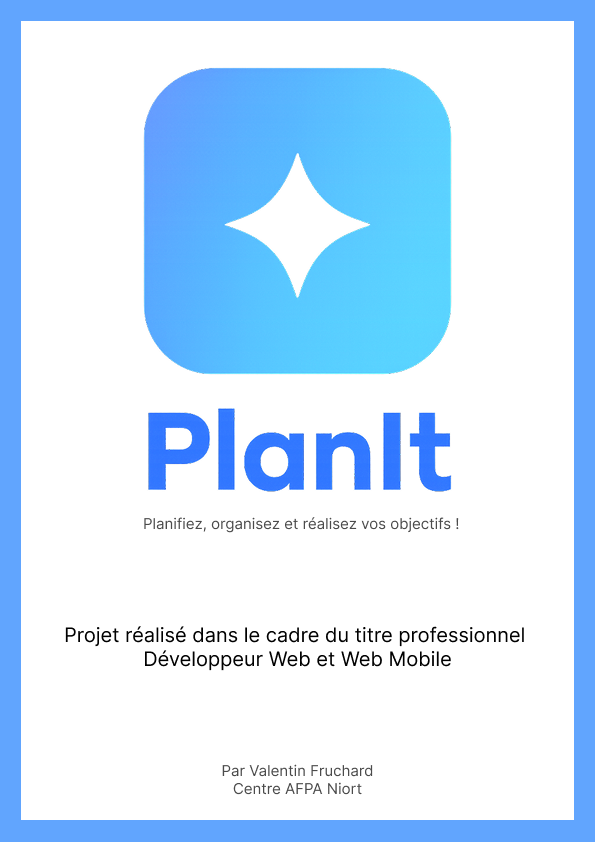 PlanIt
Planifiez, organisez et réalisez vos objectifs !
Projet réalisé dans le cadre du titre professionnel
Développeur Web et Web Mobile
Par Valentin Fruchard
Centre AFPA Niort